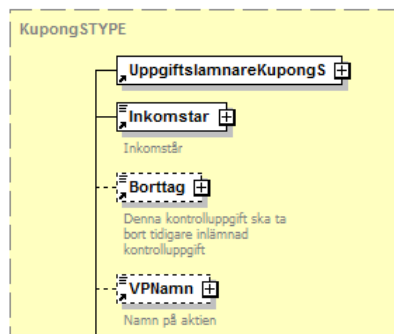 KupongSTYPE
UppgiftslamnareKupongS
Inkomstar
Inkomstår
Borttag
Denna kontrolluppgift ska ta
bort tidigare inlämnad
kontrolluppgift
VPNamn
Namn på aktien